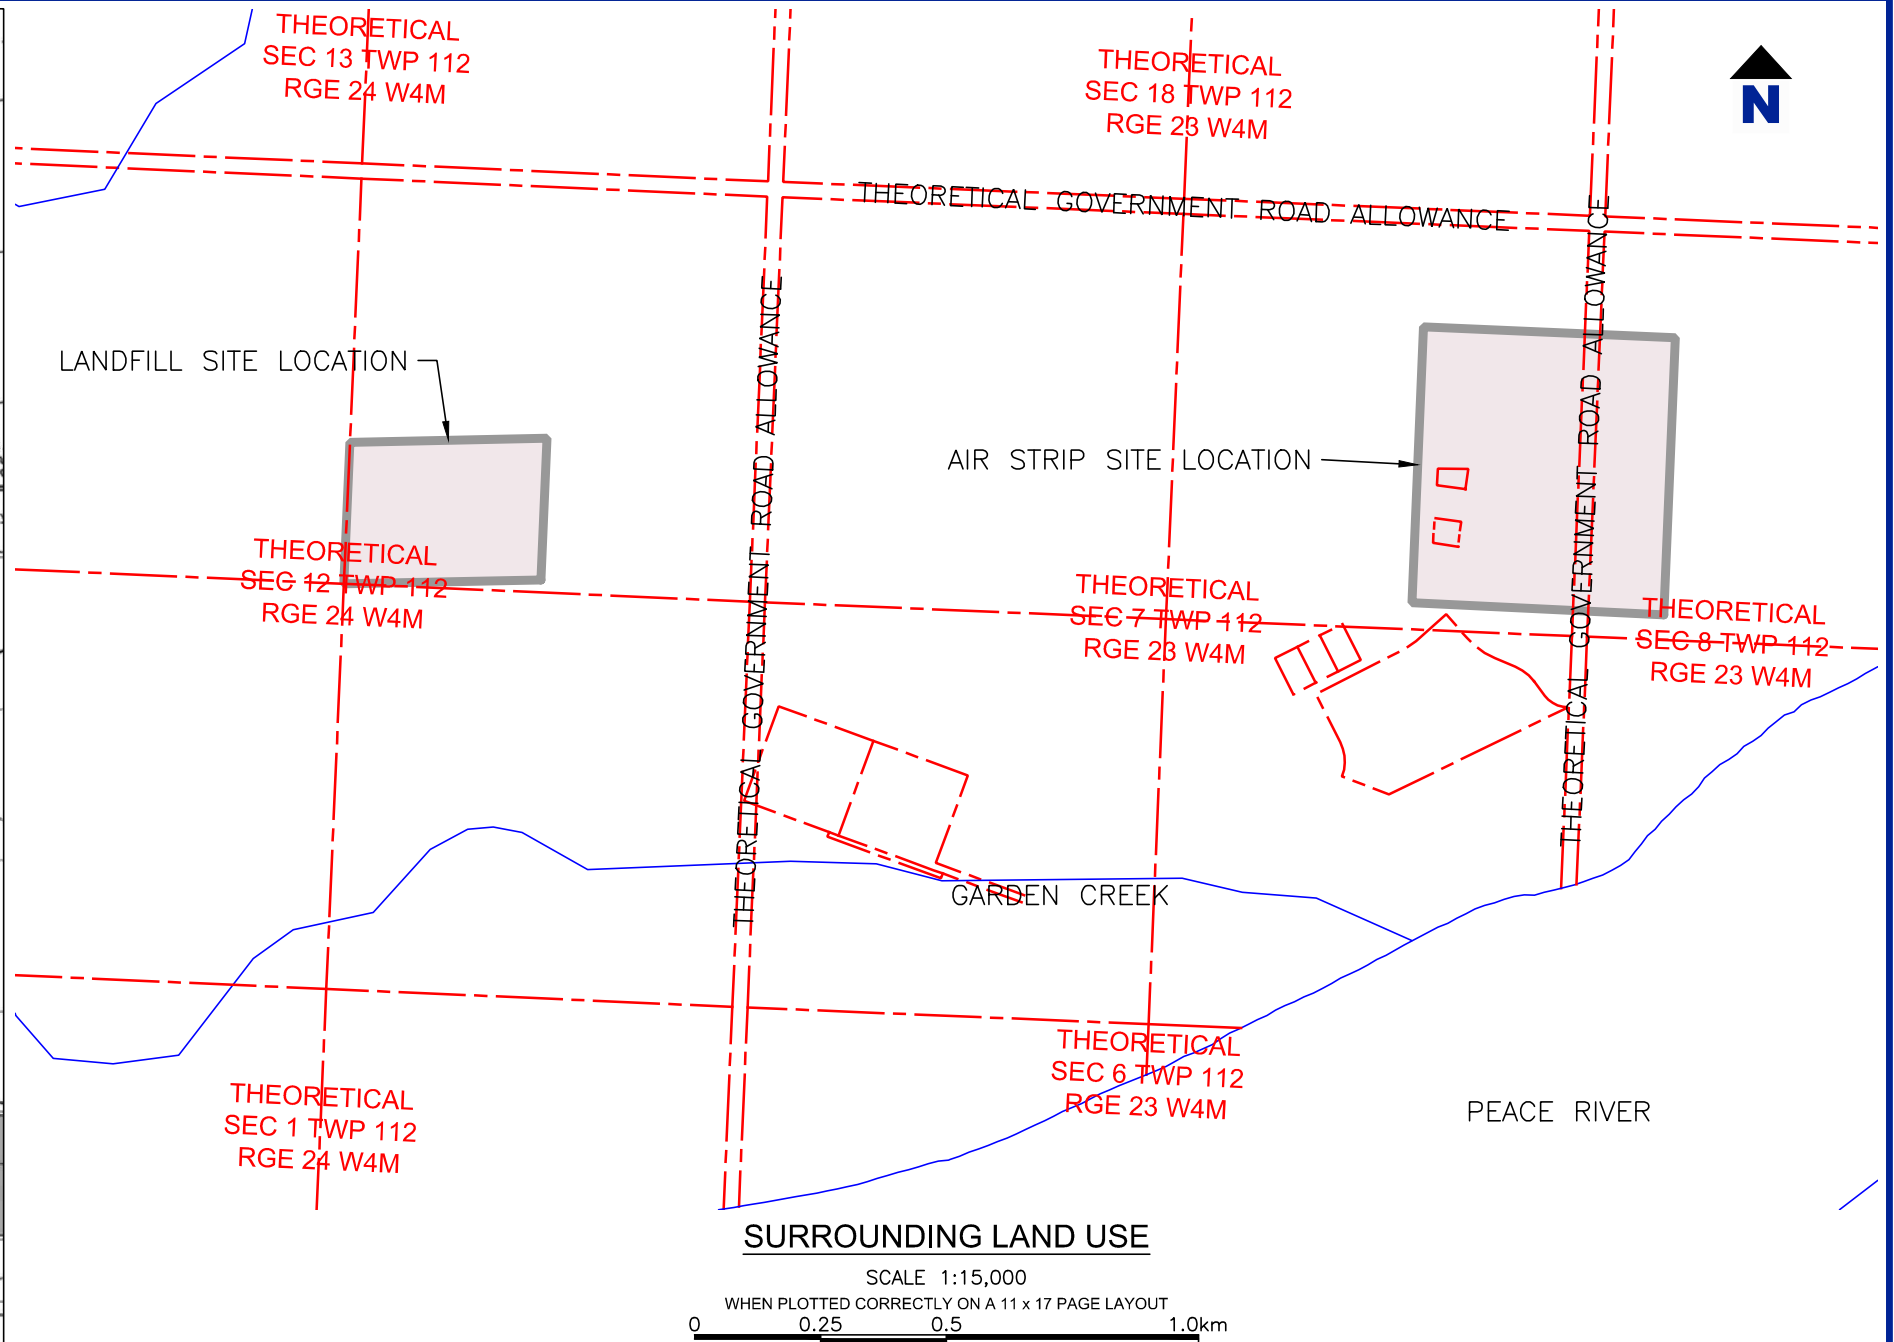 THEORETICAL
SEC 13 TWP 112
RGE 24 W4M
THEORETICAL
SEC 18 TWP 112
RGE 23 W4M
N
THEORETICAL GOVERNMENT ROAD ALLOWANCE
THEORETICAL GOVERNMENT ROAD ALLOWANCE
THEORETICAL GOVERNMENT ROAD ALLOWANCE
LANDFILL SITE LOCATION
AIR STRIP SITE LOCATION
THEORETICAL
SEC 12 TWP 112
RGE 24 W4M
THEORETICAL
SEC 7 TWP 112
RGE 23 W4M
THEORETICAL
SEC 8 TWP 112
RGE 23 W4M
GARDEN CREEK
THEORETICAL
SEC 6 TWP 112
RGE 23 W4M
THEORETICAL
SEC 1 TWP 112
RGE 24 W4M
PEACE RIVER
SURROUNDING LAND USE
SCALE 1:15,000
WHEN PLOTTED CORRECTLY ON A 11 x 17 PAGE LAYOUT
0 0.25 0.5 1.0km